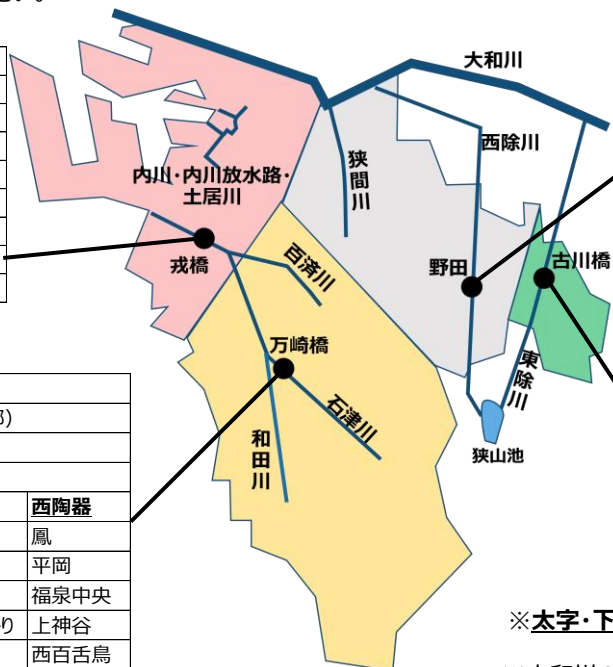 い。
大和川
西除川
狭間川
内川・内川放水路・
土居川
戎橋
百済川
野田
古川橋
万崎橋
東除川
石津川
和田川
狭山池
西陶器
鳳
平岡
福泉中央
り 上神谷
西百舌鳥
※太字・下